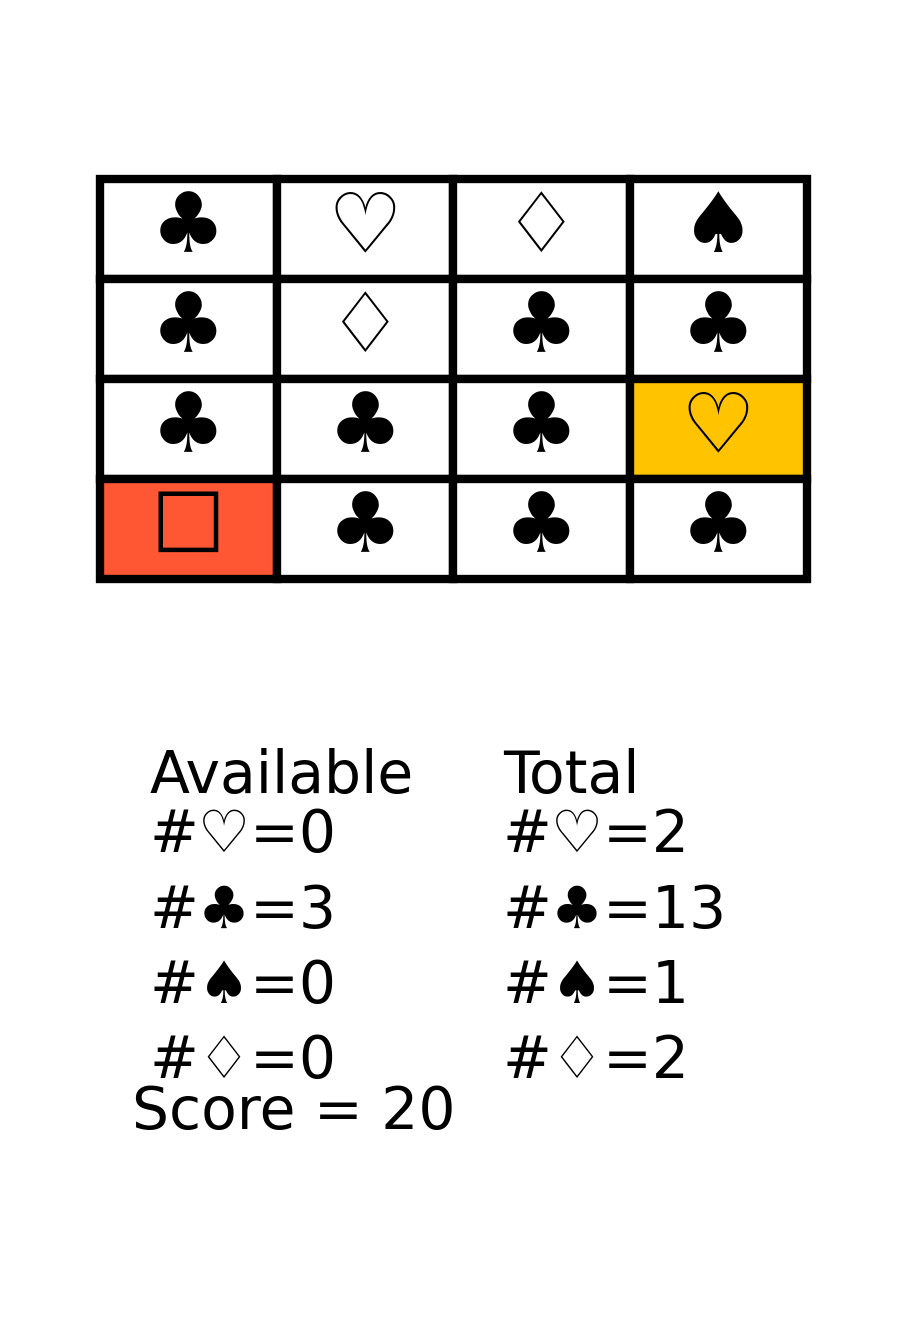 ♣ ♡ ♢ ♠
♣ ♢ ♣ ♣
♣ ♣ ♣ ♡
□ ♣ ♣ ♣
Available Total
#♡=0 #♡=2
#♣=3 #♣=13
#♠=0 #♠=1
#♢=0 #♢=2
Score = 20